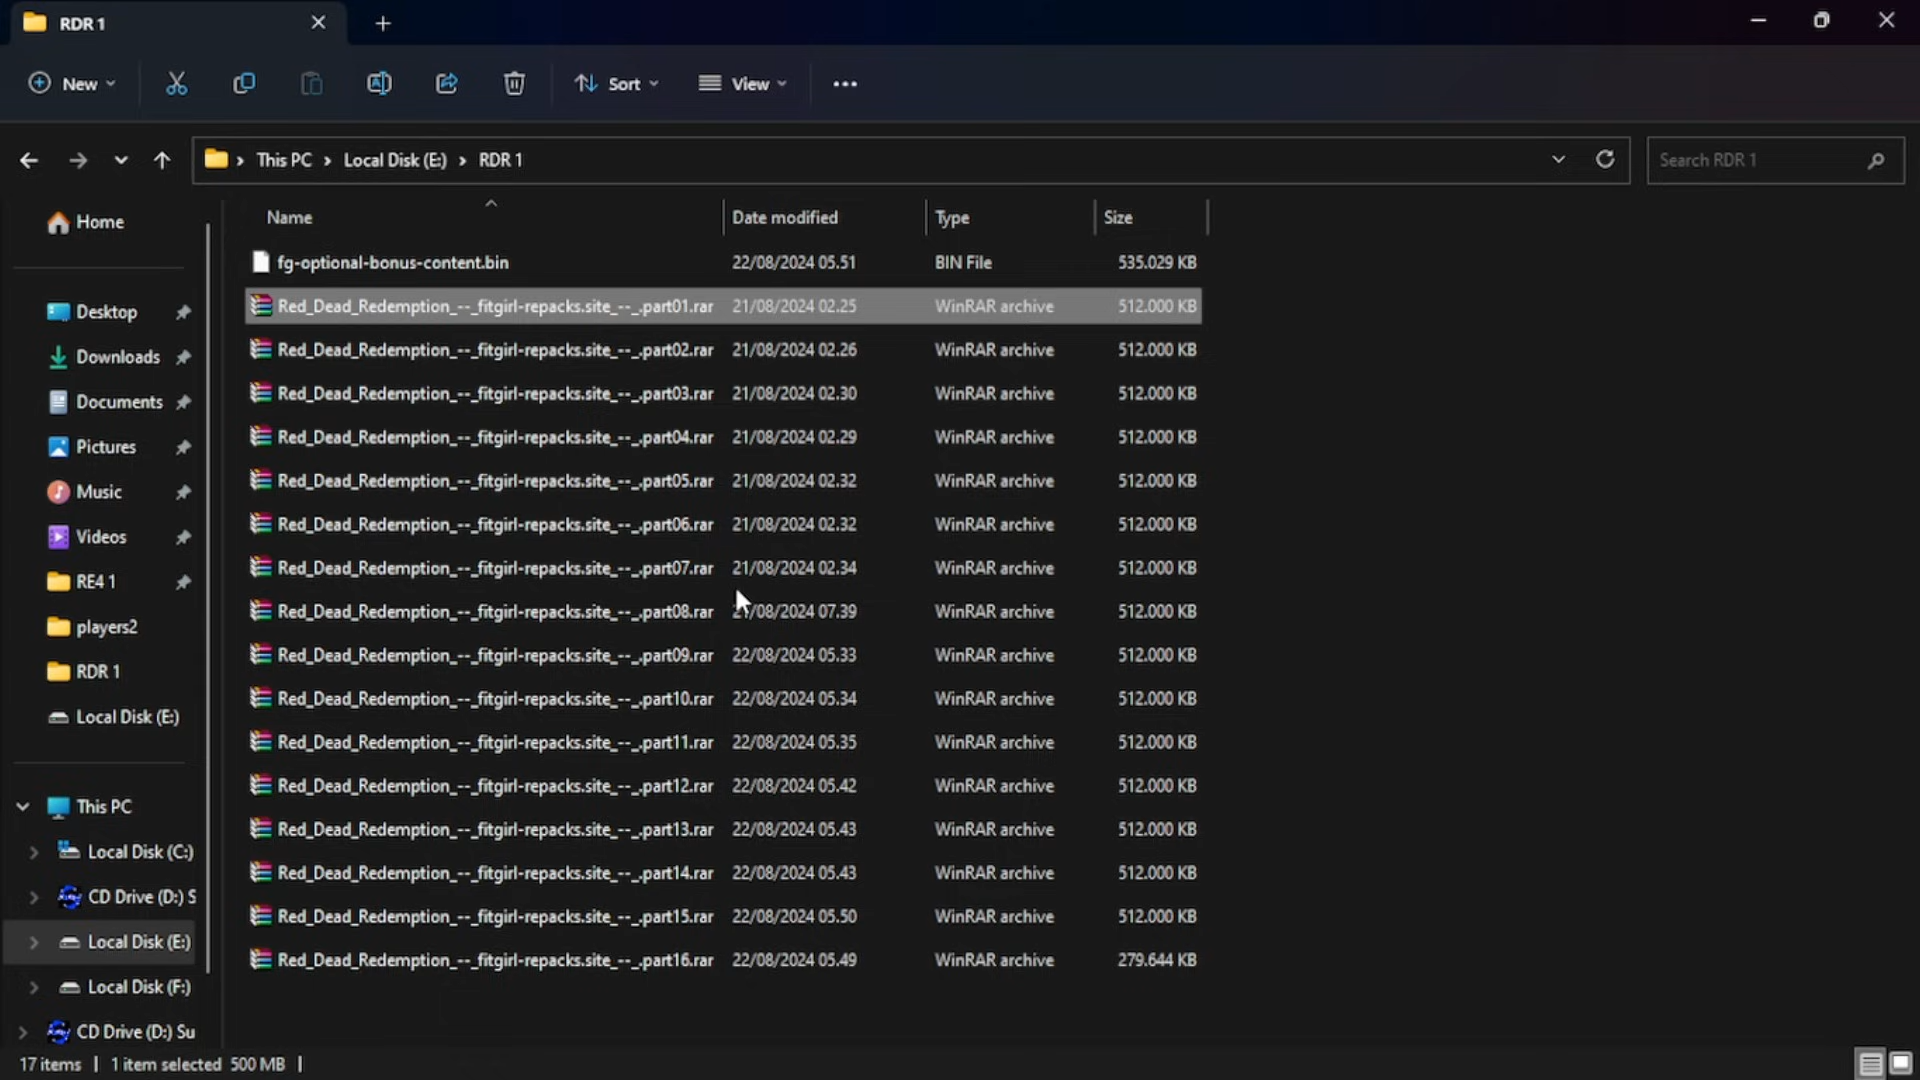 RDR 1
New
Sort
View
This PC
Local Disk (E:)
RDR 1
Search RDR 1
Name
Date modified
Type
Size
fg-optional-bonus-content.bin 22/08/2024 05.51 BIN File 535.029 KB
Red_Dead_Redemption_--_fitgirl-repacks.site_--_.part01.rar 21/08/2024 02.25 WinRAR archive 512.000 KB
Red_Dead_Redemption_--_fitgirl-repacks.site_--_.part02.rar 21/08/2024 02.26 WinRAR archive 512.000 KB
Red_Dead_Redemption_--_fitgirl-repacks.site_--_.part03.rar 21/08/2024 02.30 WinRAR archive 512.000 KB
Red_Dead_Redemption_--_fitgirl-repacks.site_--_.part04.rar 21/08/2024 02.29 WinRAR archive 512.000 KB
Red_Dead_Redemption_--_fitgirl-repacks.site_--_.part05.rar 21/08/2024 02.32 WinRAR archive 512.000 KB
Red_Dead_Redemption_--_fitgirl-repacks.site_--_.part06.rar 21/08/2024 02.32 WinRAR archive 512.000 KB
Red_Dead_Redemption_--_fitgirl-repacks.site_--_.part07.rar 21/08/2024 02.34 WinRAR archive 512.000 KB
Red_Dead_Redemption_--_fitgirl-repacks.site_--_.part08.rar 21/08/2024 07.39 WinRAR archive 512.000 KB
Red_Dead_Redemption_--_fitgirl-repacks.site_--_.part09.rar 22/08/2024 05.33 WinRAR archive 512.000 KB
Red_Dead_Redemption_--_fitgirl-repacks.site_--_.part10.rar 22/08/2024 05.34 WinRAR archive 512.000 KB
Red_Dead_Redemption_--_fitgirl-repacks.site_--_.part11.rar 22/08/2024 05.35 WinRAR archive 512.000 KB
Red_Dead_Redemption_--_fitgirl-repacks.site_--_.part12.rar 22/08/2024 05.42 WinRAR archive 512.000 KB
Red_Dead_Redemption_--_fitgirl-repacks.site_--_.part13.rar 22/08/2024 05.43 WinRAR archive 512.000 KB
Red_Dead_Redemption_--_fitgirl-repacks.site_--_.part14.rar 22/08/2024 05.43 WinRAR archive 512.000 KB
Red_Dead_Redemption_--_fitgirl-repacks.site_--_.part15.rar 22/08/2024 05.50 WinRAR archive 512.000 KB
Red_Dead_Redemption_--_fitgirl-repacks.site_--_.part16.rar 22/08/2024 05.49 WinRAR archive 279.644 KB
Home
Desktop
Downloads
Documents
Pictures
Music
Videos
RE4 1
players2
RDR 1
Local Disk (E:)
This PC
Local Disk (C:)
CD Drive (D:) S
Local Disk (E:)
Local Disk (F:)
CD Drive (D:) Su
17 items
1 item selected 500 MB